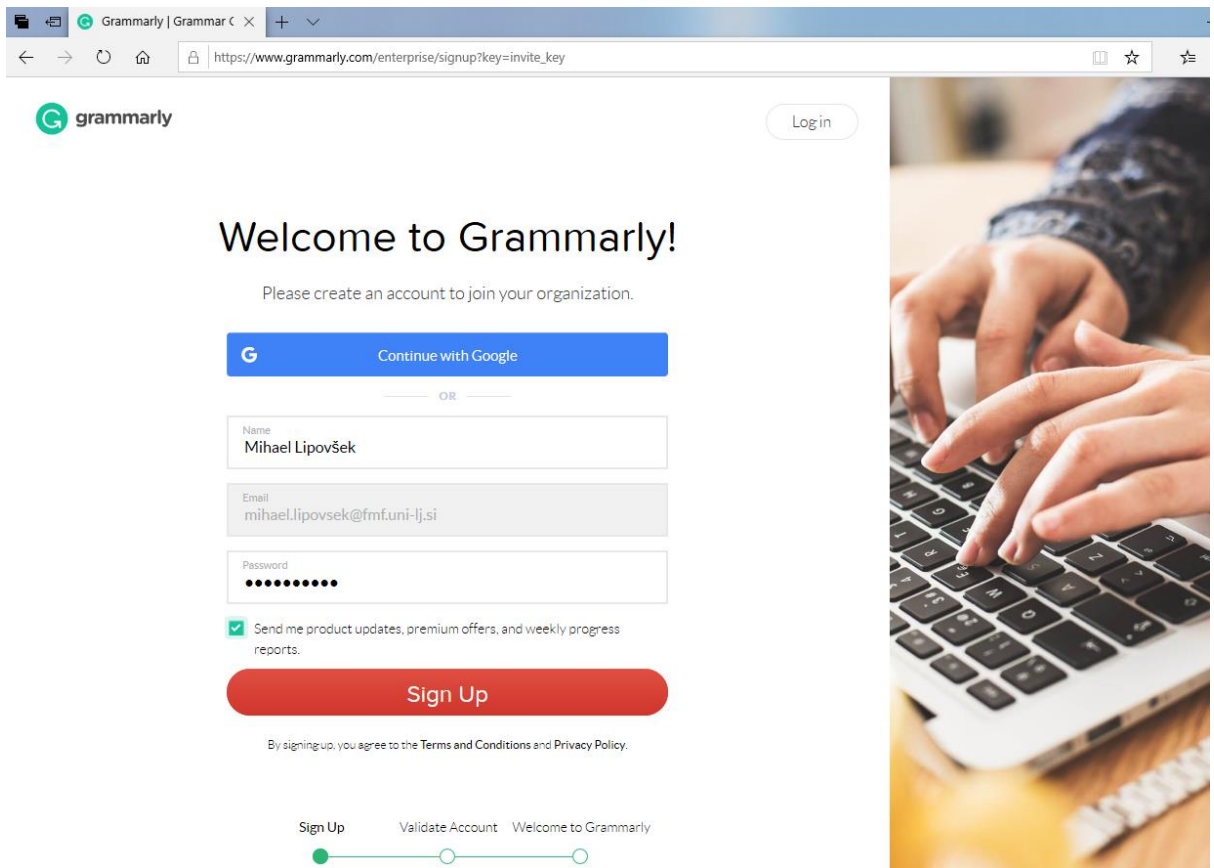 Grammarly | Grammar C
https://www.grammarly.com/enterprise/signup?key=invite_key
grammarly
Log in
Welcome to Grammarly!
Please create an account to join your organization.
G Continue with Google
OR
Name
Mihael Lipovšek
Email
mihael.lipovsek@fmf.uni-lj.si
Password
Send me product updates, premium offers, and weekly progress
reports.
Sign Up
By signing up, you agree to the Terms and Conditions and Privacy Policy.
Sign Up Validate Account Welcome to Grammarly